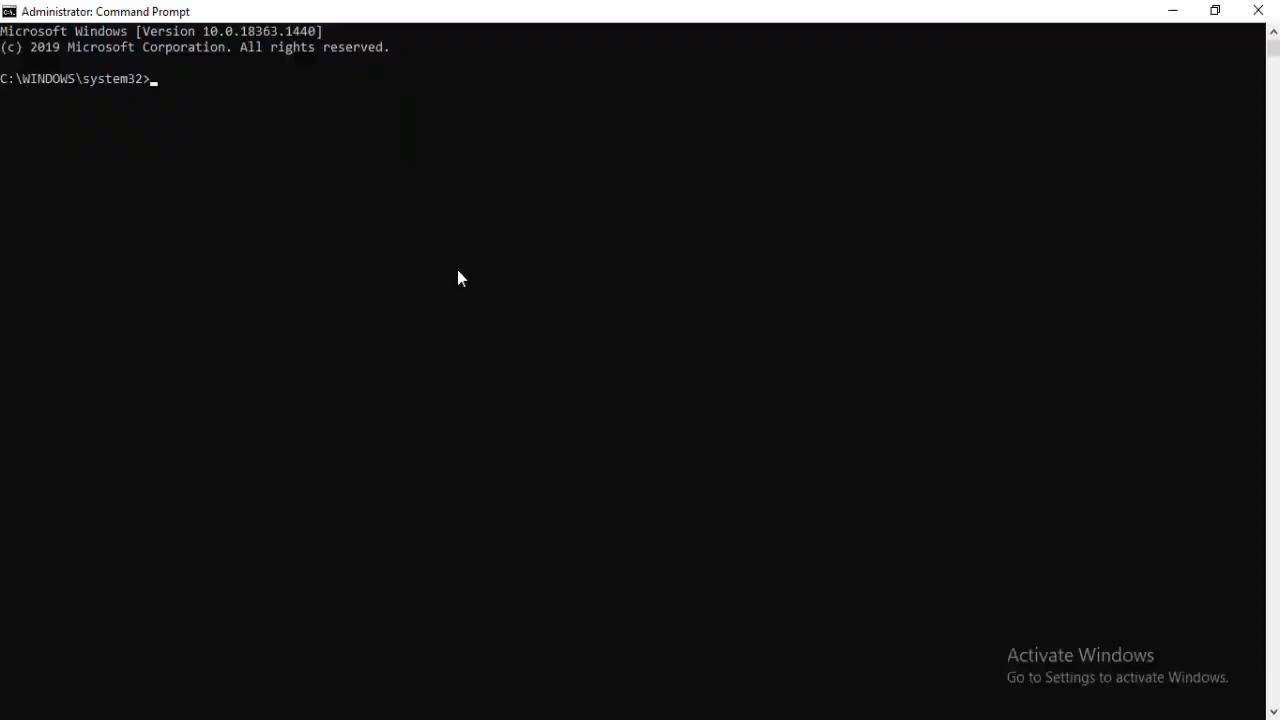 Administrator: Command Prompt
Microsoft Windows [Version 10.0.18363.1440]
(c) 2019 Microsoft Corporation. All rights reserved.
C:\WINDOWS\system32>
Activate Windows
Go to Settings to activate Windows.